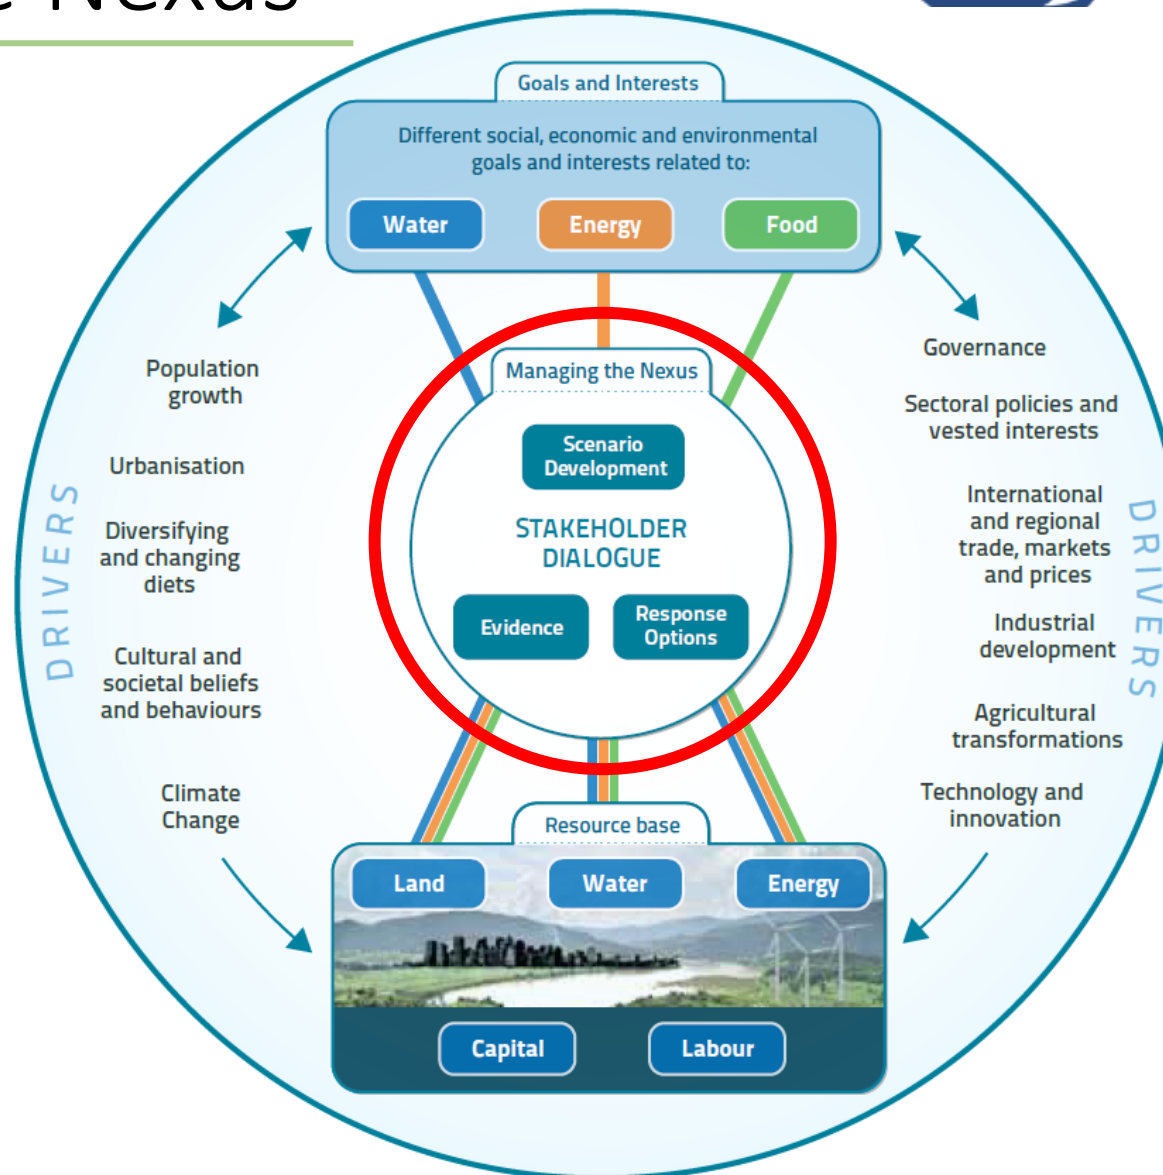 Nexus
Goals and Interests
Different social, economic and environmental
goals and interests related to:
Water
Energy
Food
Population
growth
Urbanisation
Diversifying
and changing
diets
Cultural and
societal beliefs
and behaviours
Climate
Change
DRIVERS
Managing the Nexus
Scenario
Development
STAKEHOLDER
DIALOGUE
Evidence
Response
Options
Governance
Sectoral policies and
vested interests
International
and regional
trade, markets
and prices
Industrial
development
Agricultural
transformations
Technology and
innovation
DRIVERS
Resource base
Land
Water
Energy
Capital
Labour